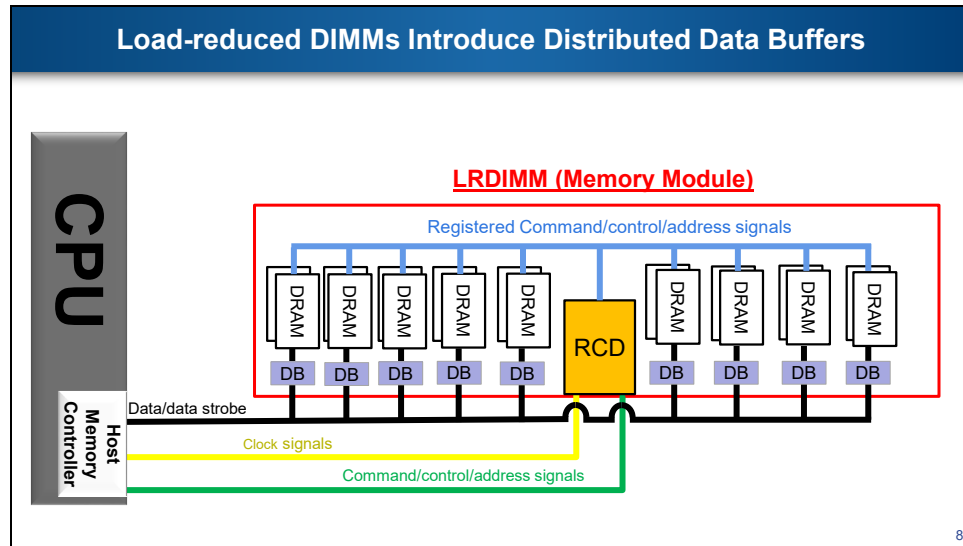 Load-reduced DIMMs Introduce Distributed Data Buffers
LRDIMM (Memory Module)
Registered Command/control/address signals
CPU
DRAM
DRAM
DRAM
DRAM
DRAM
DRAM
DRAM
DRAM
DRAM
RCD
DB
DB
DB
DB
DB
DB
DB
DB
DB
Host
Memory
Controller
Data/data strobe
Clock signals
Command/control/address signals
8